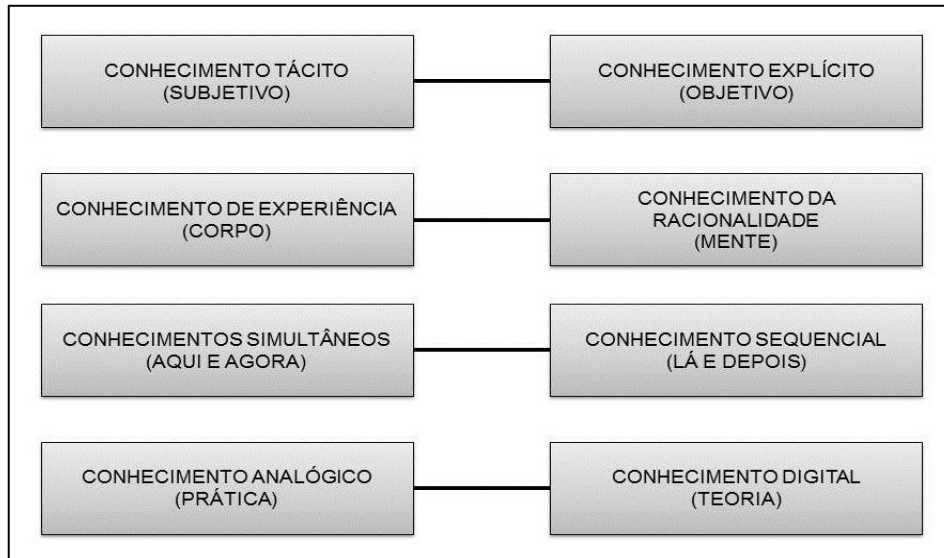 CONHECIMENTO TÁCITO
(SUBJETIVO)
CONHECIMENTO EXPLÍCITO
(OBJETIVO)
CONHECIMENTO DE EXPERIÊNCIA
(CORPO)
CONHECIMENTO DA
RACIONALIDADE
(MENTE)
CONHECIMENTOS SIMULTÂNEOS
(AQUI E AGORA)
CONHECIMENTO SEQUENCIAL
(LÁ E DEPOIS)
CONHECIMENTO ANALÓGICO
(PRÁTICA)
CONHECIMENTO DIGITAL
(TEORIA)